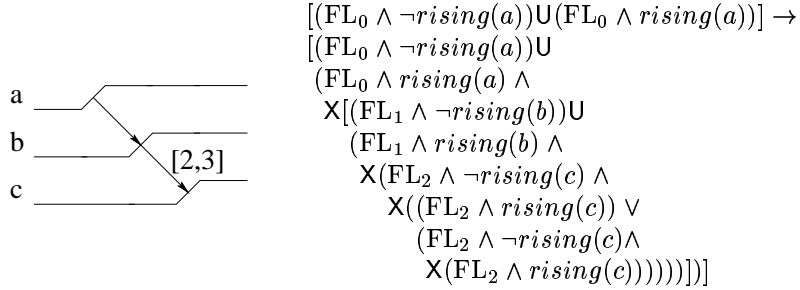 a
b
[2,3]
c
[(FL₀ ∧ ¬rising(a))U(FL₀ ∧ rising(a))] →
[(FL₀ ∧ ¬rising(a))U
(FL₀ ∧ rising(a) ∧
X[(FL₁ ∧ ¬rising(b))U
(FL₁ ∧ rising(b) ∧
X(FL₂ ∧ ¬rising(c) ∧
X((FL₂ ∧ rising(c)) ∨
(FL₂ ∧ ¬rising(c)∧
X(FL₂ ∧ rising(c))))))])]